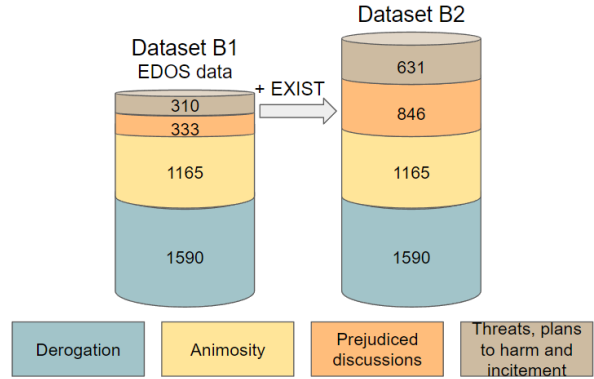 Dataset B1
EDOS data
+ EXIST
Dataset B2
310
333
1165
1590
631
846
1165
1590
Derogation
Animosity
Prejudiced
discussions
Threats, plans
to harm and
incitement